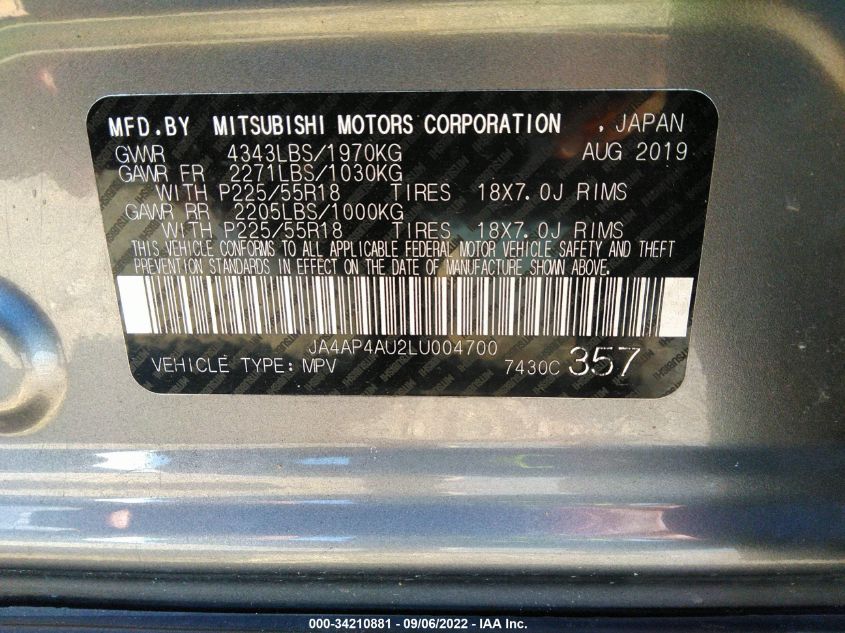 MFD.BY MITSUBISHI MOTORS CORPORATION , JAPAN
GVWR 4343LBS/1970KG AUG 2019
GAWR FR 2271LBS/1030KG
WITH P225/55R18 TIRES 18X7.0J RIMS
GAWR RR 2205LBS/1000KG
WITH P225/55R18 TIRES 18X7.0J RIMS
THIS VEHICLE CONFORMS TO ALL APPLICABLE FEDERAL MOTOR VEHICLE SAFETY AND THEFT
PREVENTION STANDARDS IN EFFECT ON THE DATE OF MANUFACTURE SHOWN ABOVE.
JA4AP4AU2LU004700
VEHICLE TYPE: MPV 7430C 357
000-34210881 - 09/06/2022 - IAA Inc.